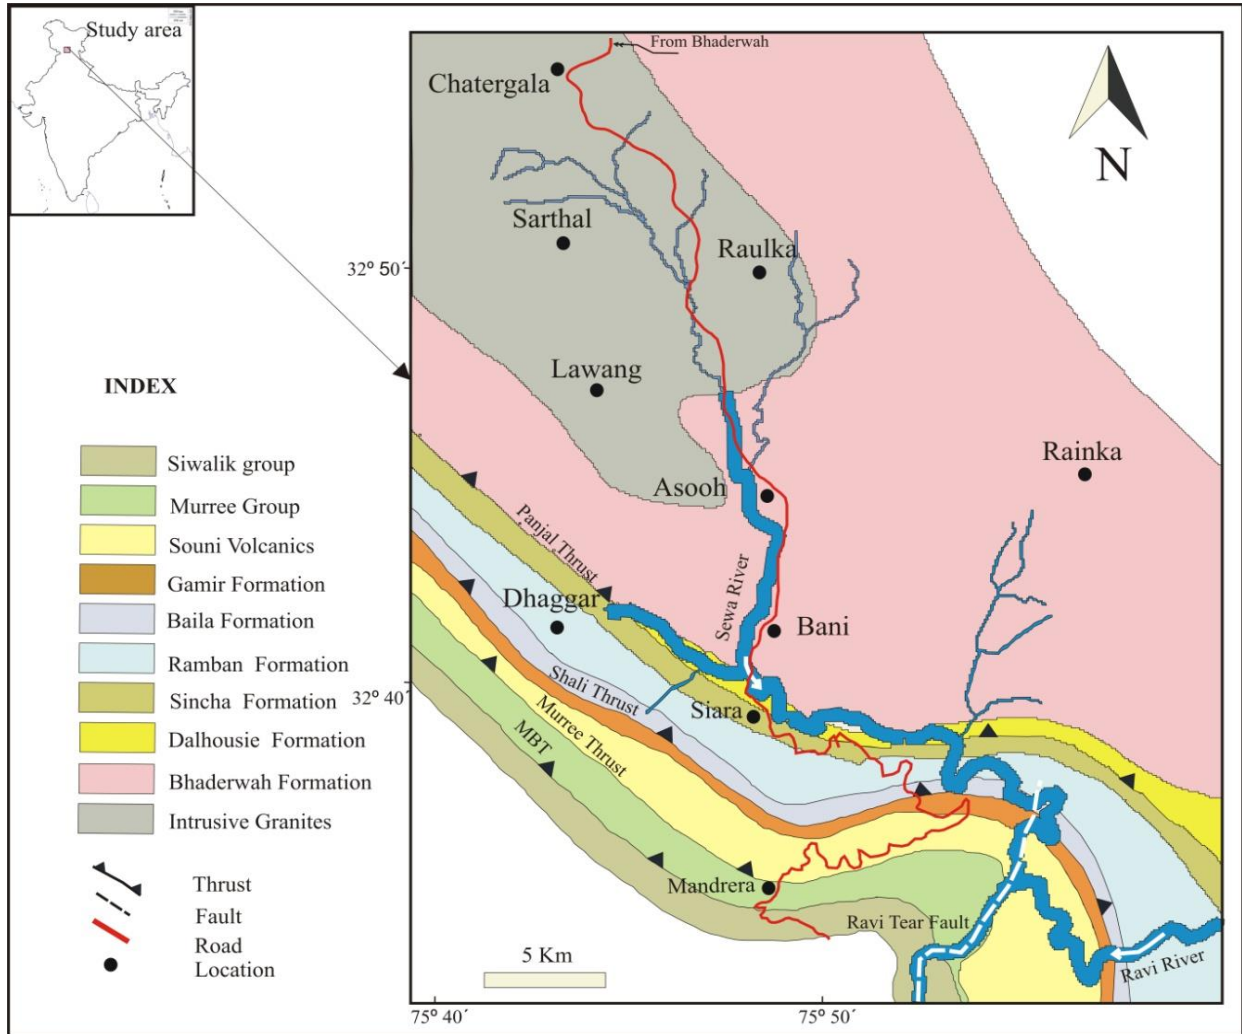 Study area
From Bhaderwah
Chatergala
N
Sarthal
Raulka
32° 50´
Lawang
INDEX
Rainka
Siwalik group
Asooh
Murree Group
Panjal Thrust
Souni Volcanics
Sewa River
Gamir Formation
Dhaggar
Baila Formation
Bani
Ramban Formation
Shali Thrust
32° 40´
Sincha Formation
Siara
Murree Thrust
MBT
Dalhousie Formation
Bhaderwah Formation
Intrusive Granites
Thrust
Mandrera
Fault
Ravi Tear Fault
Road
5 Km
Location
Ravi River
75° 40´
75° 50´